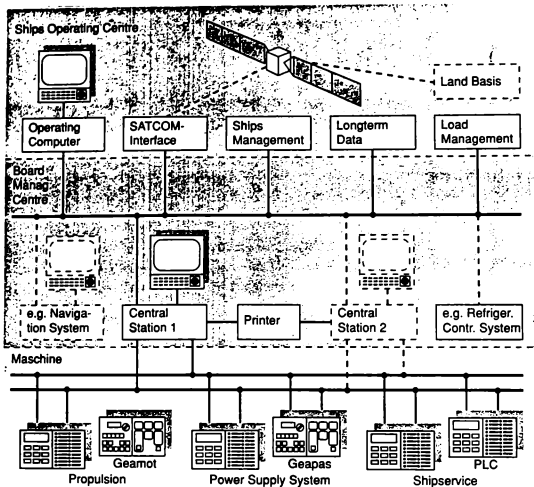 Ships Operating Centre
Land Basis
Operating
Computer
SATCOM-
Interface
Ships
Management
Longterm
Data
Load
Management
Board
Manag.
Centre
e.g. Naviga-
tion System
Central
Station 1
Printer
Central
Station 2
e.g. Refriger.
Contr. System
Maschine
Geamot
Geapas
PLC
Propulsion
Power Supply System
Shipservice